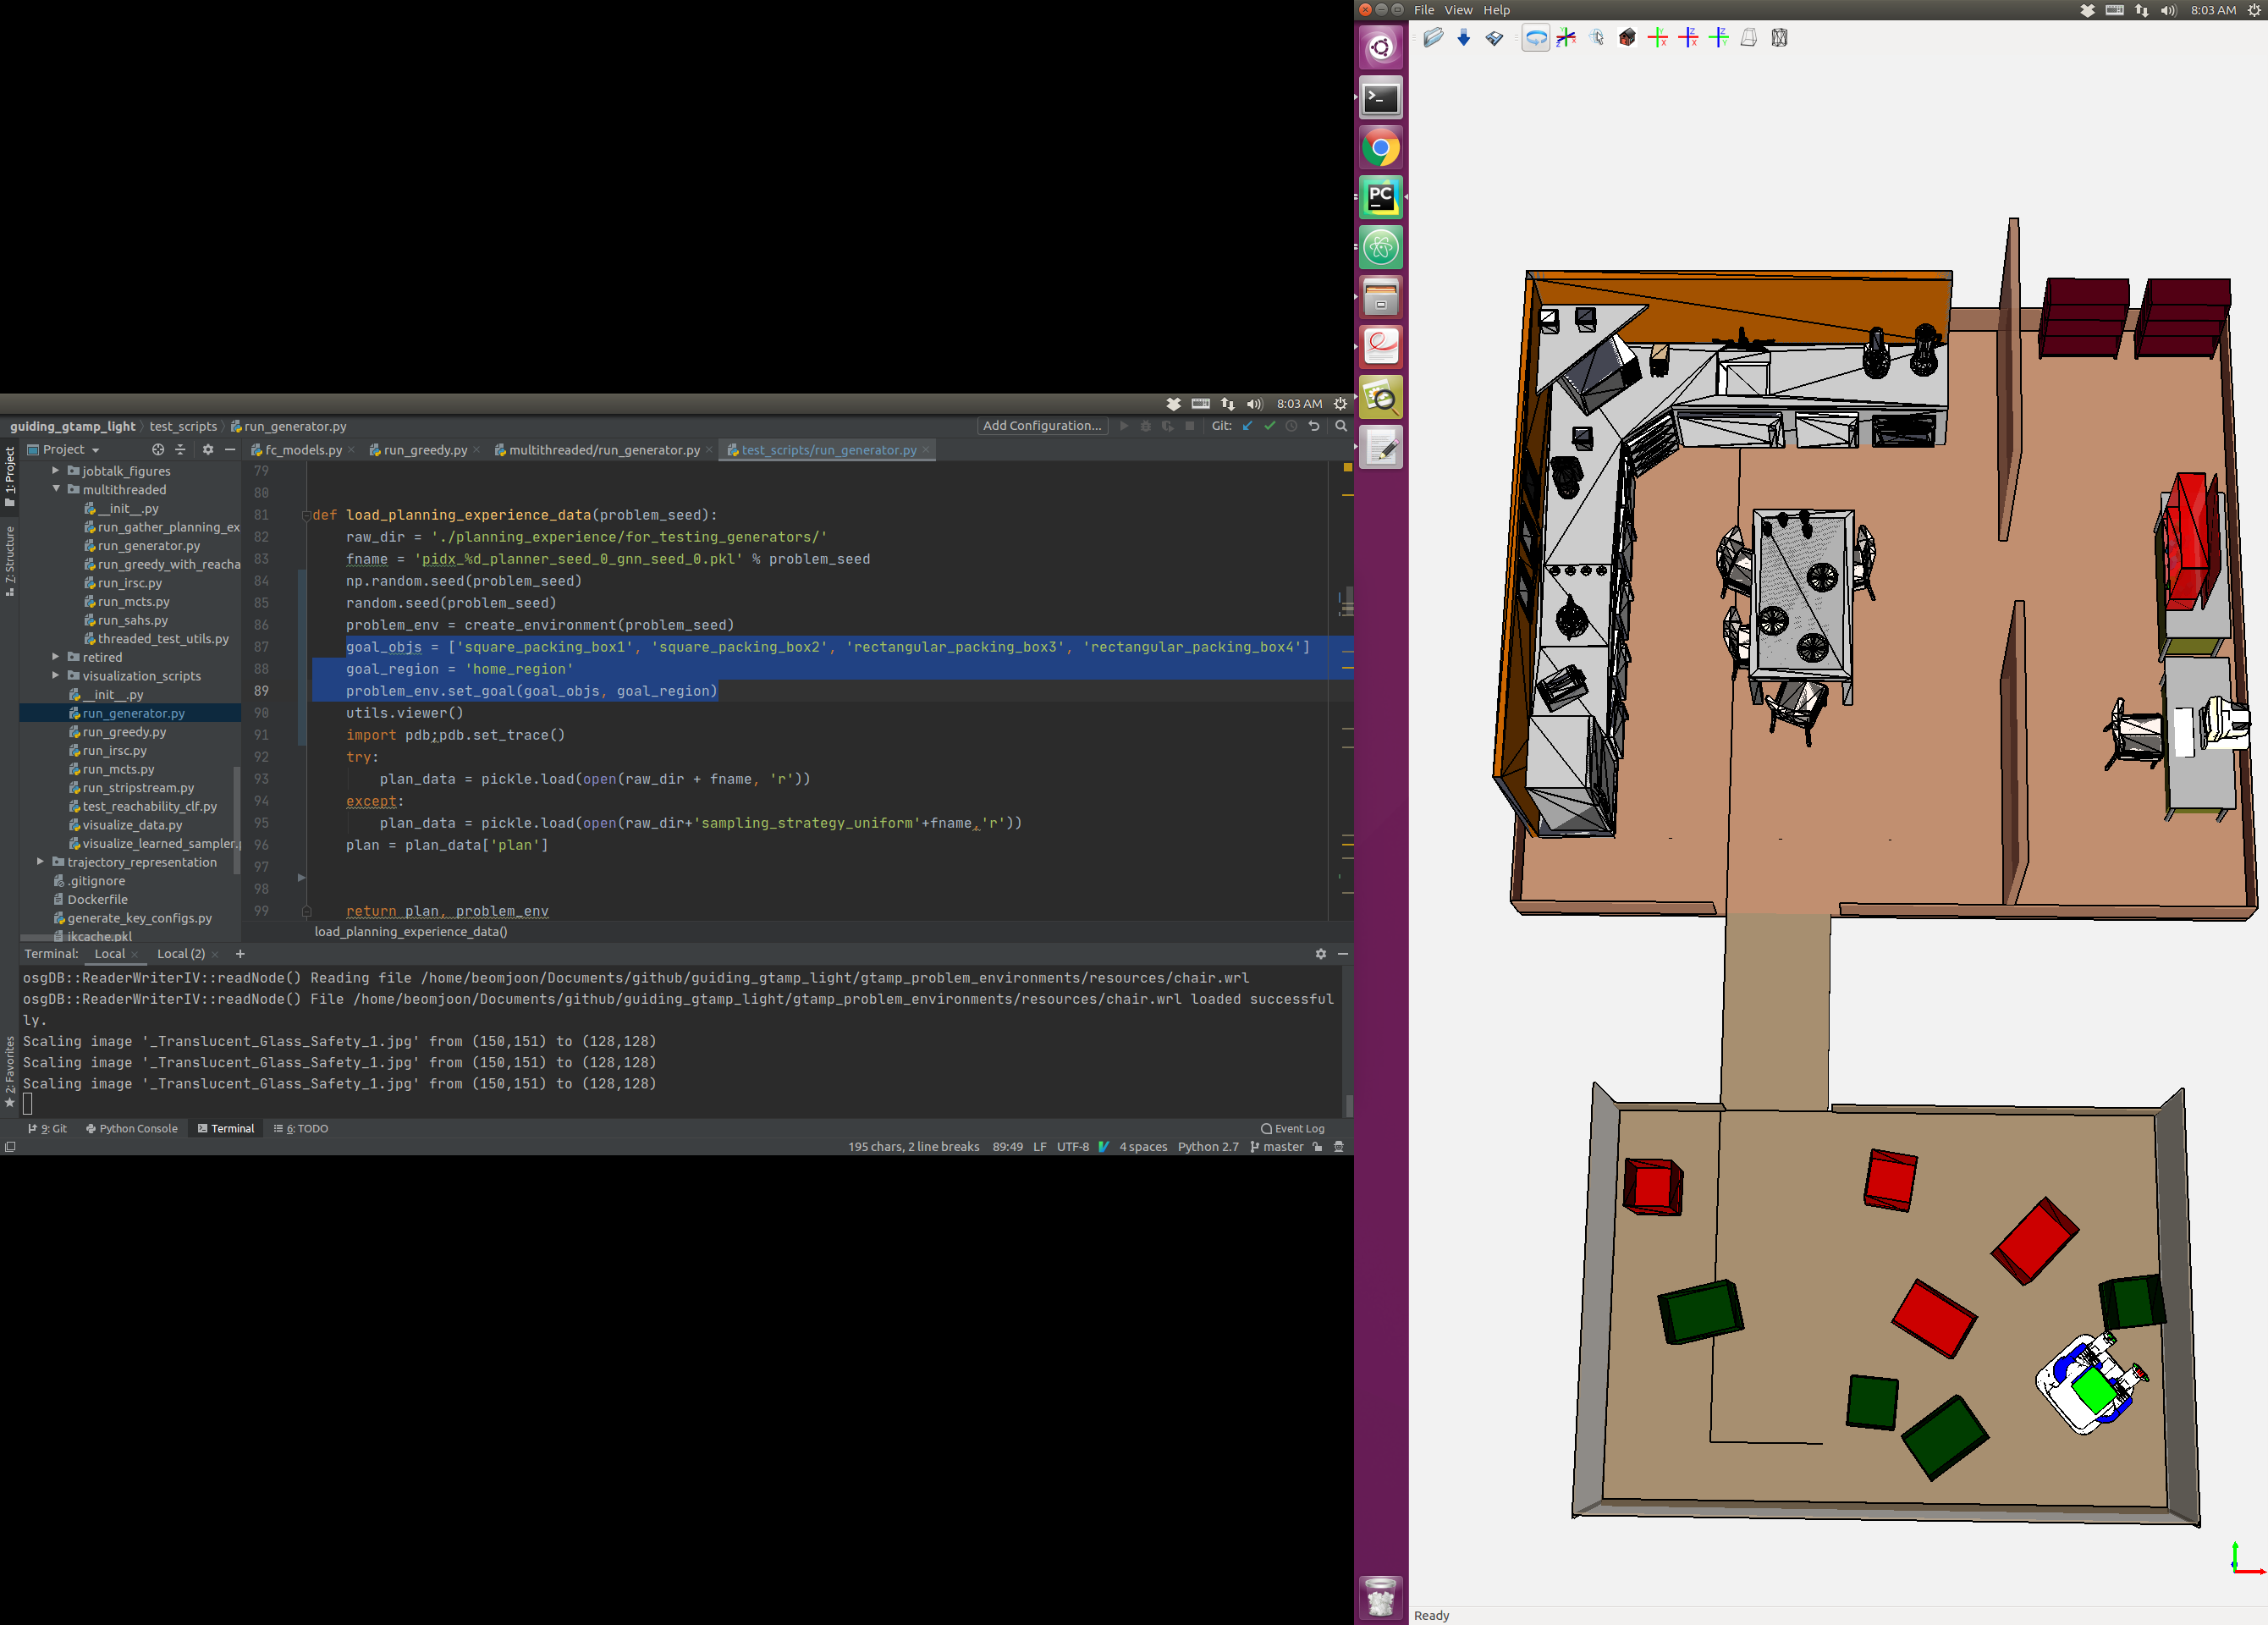 File View Help
8:03 AM
8:03 AM
guiding_gtamp_light
test_scripts
run_generator.py
Add Configuration...
Git:
1: Project
Z: Structure
2: Favorites
Project
jobtalk_figures
multithreaded
__init__.py
run_gather_planning_ex
run_generator.py
run_greedy_with_reacha
run_irsc.py
run_mcts.py
run_sahs.py
threaded_test_utils.py
retired
visualization_scripts
__init__.py
run_generator.py
run_greedy.py
run_irsc.py
run_mcts.py
run_stripstream.py
test_reachability_clf.py
visualize_data.py
visualize_learned_sampler.p
trajectory_representation
.gitignore
Dockerfile
generate_key_configs.py
ikcache.pkl
fc_models.py
run_greedy.py
multithreaded/run_generator.py
test_scripts/run_generator.py
79
80
81 def load_planning_experience_data(problem_seed):
82 raw_dir = './planning_experience/for_testing_generators/'
83 fname = 'pidx_%d_planner_seed_0_gnn_seed_0.pkl' % problem_seed
84 np.random.seed(problem_seed)
85 random.seed(problem_seed)
86 problem_env = create_environment(problem_seed)
87 goal_objs = ['square_packing_box1', 'square_packing_box2', 'rectangular_packing_box3', 'rectangular_packing_box4']
88 goal_region = 'home_region'
89 problem_env.set_goal(goal_objs, goal_region)
90 utils.viewer()
91 import pdb;pdb.set_trace()
92 try:
93 plan_data = pickle.load(open(raw_dir + fname, 'r'))
94 except:
95 plan_data = pickle.load(open(raw_dir+'sampling_strategy_uniform'+fname,'r'))
96 plan = plan_data['plan']
97
98
99 return plan, problem_env
load_planning_experience_data()
Terminal: Local Local (2) +
osgDB::ReaderWriterIV::readNode() Reading file /home/beomjoon/Documents/github/guiding_gtamp_light/gtamp_problem_environments/resources/chair.wrl
osgDB::ReaderWriterIV::readNode() File /home/beomjoon/Documents/github/guiding_gtamp_light/gtamp_problem_environments/resources/chair.wrl loaded successful
ly.
Scaling image '_Translucent_Glass_Safety_1.jpg' from (150,151) to (128,128)
Scaling image '_Translucent_Glass_Safety_1.jpg' from (150,151) to (128,128)
Scaling image '_Translucent_Glass_Safety_1.jpg' from (150,151) to (128,128)
9: Git Python Console Terminal 6: TODO Event Log
195 chars, 2 line breaks 89:49 LF UTF-8 4 spaces Python 2.7 master
Ready